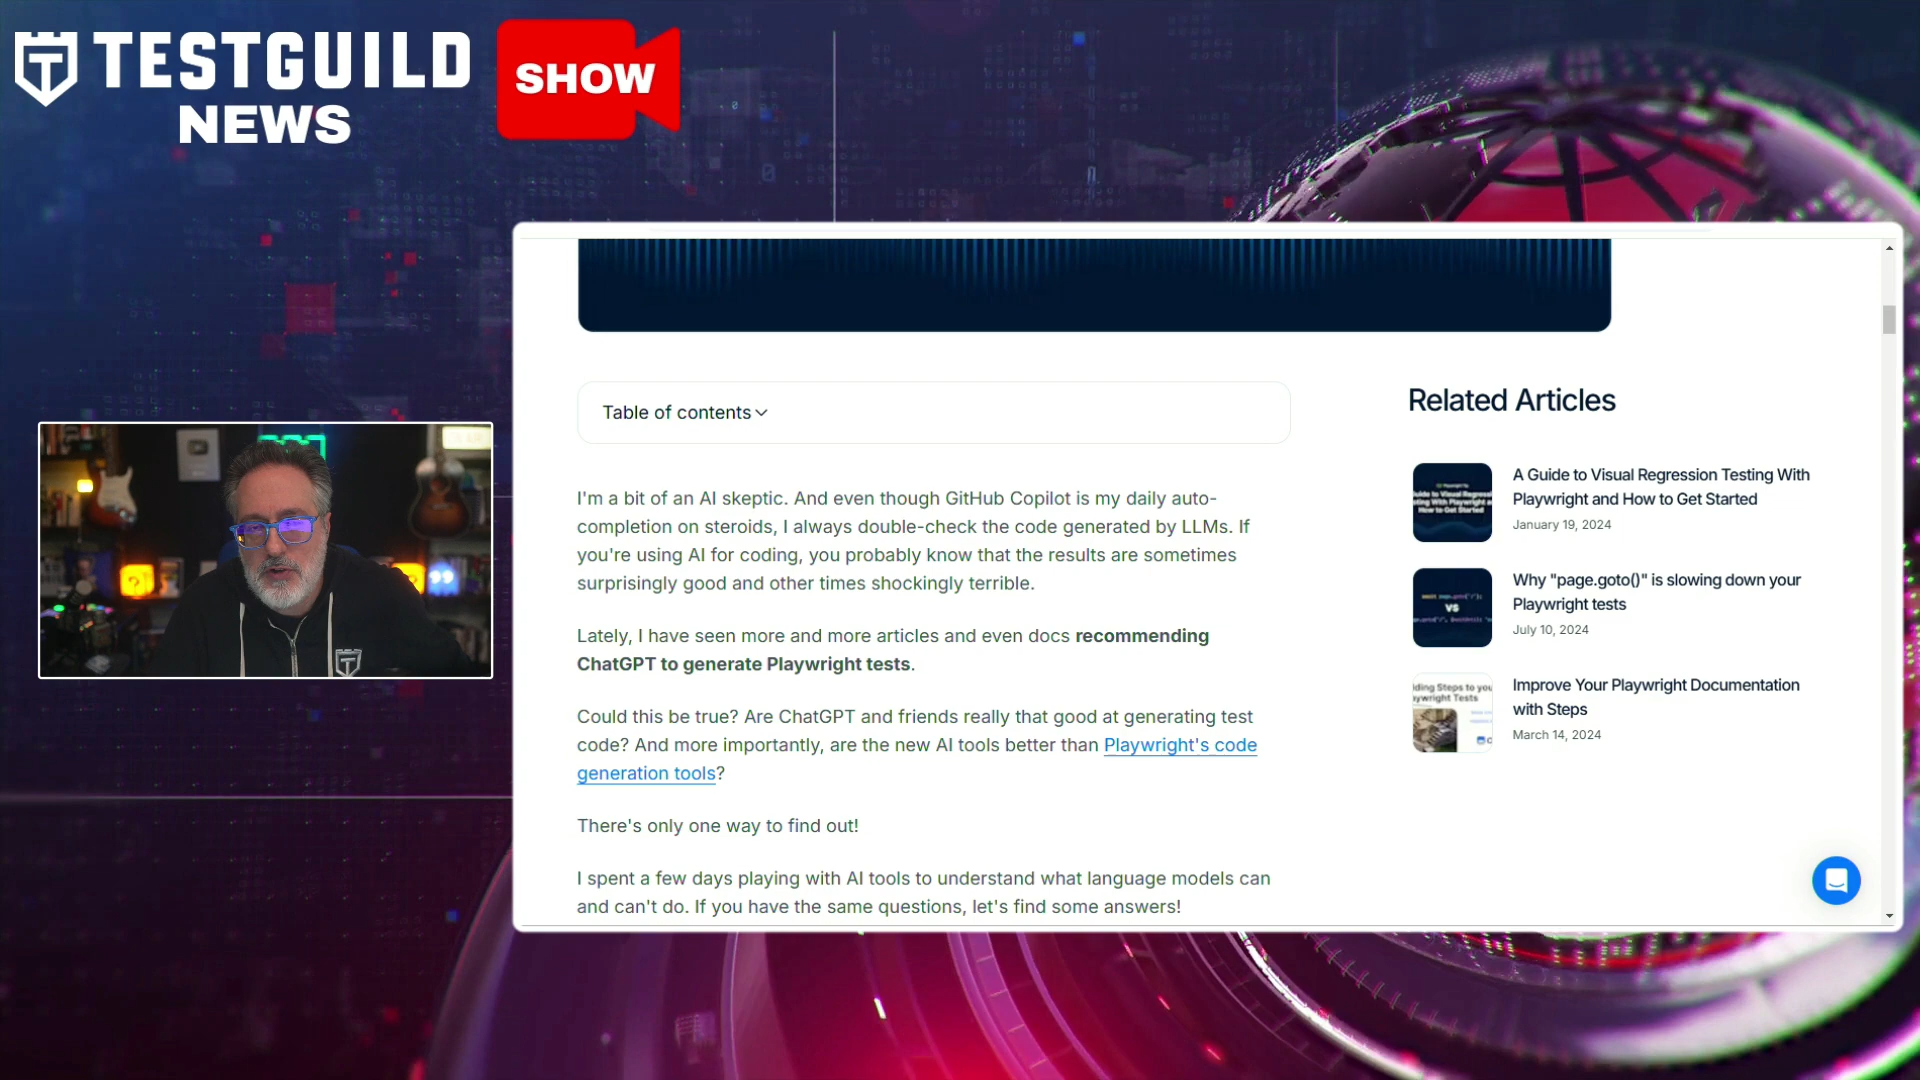 TESTGUILD
NEWS
SHOW
Table of contents
I'm a bit of an AI skeptic. And even though GitHub Copilot is my daily auto-
completion on steroids, I always double-check the code generated by LLMs. If
you're using AI for coding, you probably know that the results are sometimes
surprisingly good and other times shockingly terrible.
Lately, I have seen more and more articles and even docs recommending
ChatGPT to generate Playwright tests.
Could this be true? Are ChatGPT and friends really that good at generating test
code? And more importantly, are the new AI tools better than Playwright's code
generation tools?
There's only one way to find out!
I spent a few days playing with AI tools to understand what language models can
and can't do. If you have the same questions, let's find some answers!
Related Articles
A Guide to Visual Regression Testing With
Playwright and How to Get Started
January 19, 2024
VS
Why "page.goto()" is slowing down your
Playwright tests
July 10, 2024
Improve Your Playwright Documentation
with Steps
March 14, 2024